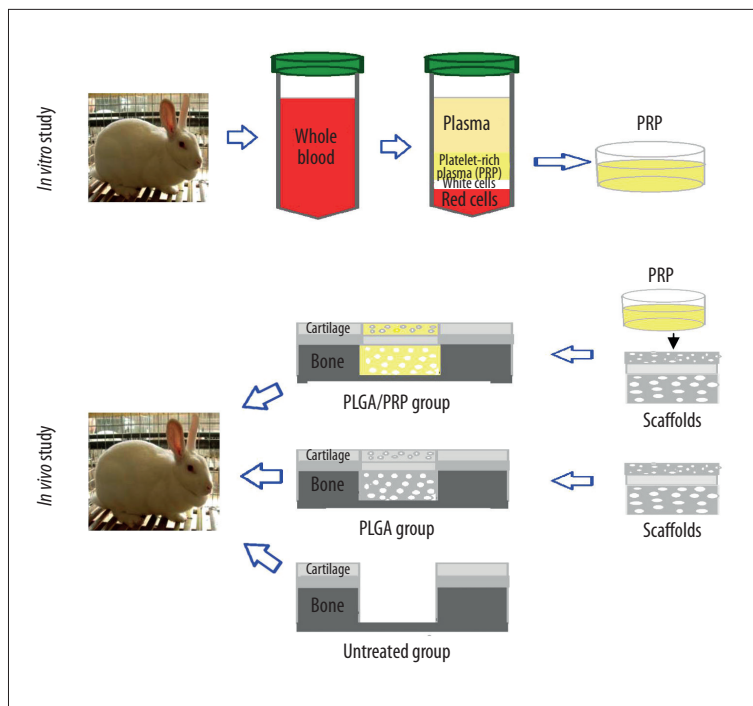 In vitro study
Whole
blood
Plasma
Platelet-rich
plasma (PRP)
White cells
Red cells
PRP
In vivo study
PRP
Cartilage
Bone
PLGA/PRP group
Scaffolds
Cartilage
Bone
PLGA group
Scaffolds
Cartilage
Bone
Untreated group